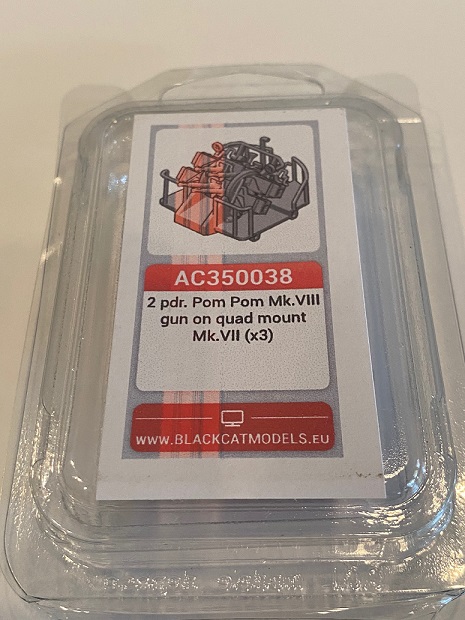 AC350038
2 pdr. Pom Pom Mk.VIII
gun on quad mount
Mk.VII (x3)
WWW.BLACKCATMODELS.EU